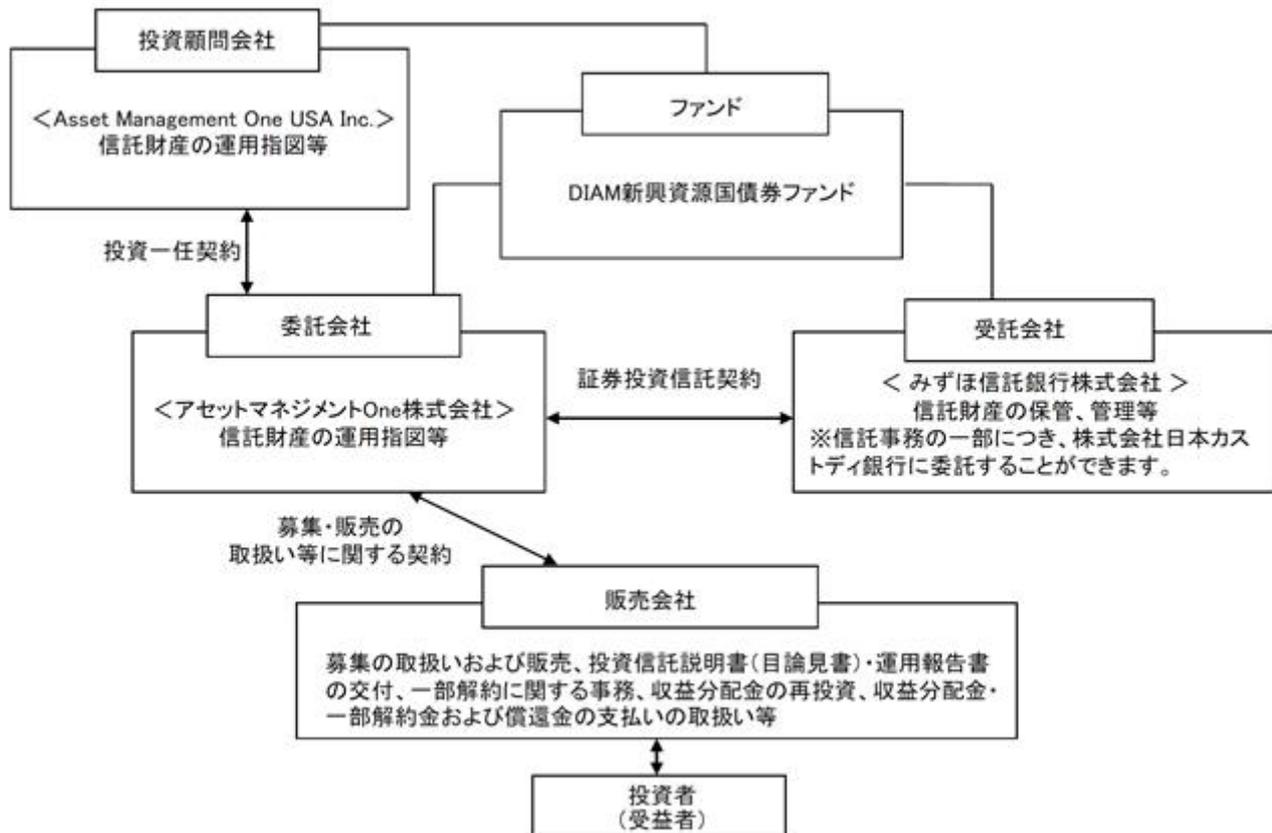 投資顧問会社
＜Asset Management One USA Inc.＞
信託財産の運用指図等
ファンド
DIAM新興資源国債券ファンド
投資一任契約
委託会社
＜アセットマネジメントOne株式会社＞
信託財産の運用指図等
証券投資信託契約
受託会社
＜ みずほ信託銀行株式会社 ＞
信託財産の保管、管理等
※信託事務の一部につき、株式会社日本カス
トディ銀行に委託することができます。
募集・販売の
取扱い等に関する契約
販売会社
募集の取扱いおよび販売、投資信託説明書(目論見書)・運用報告書
の交付、一部解約に関する事務、収益分配金の再投資、収益分配金・
一部解約金および償還金の支払いの取扱い等
投資者
(受益者)